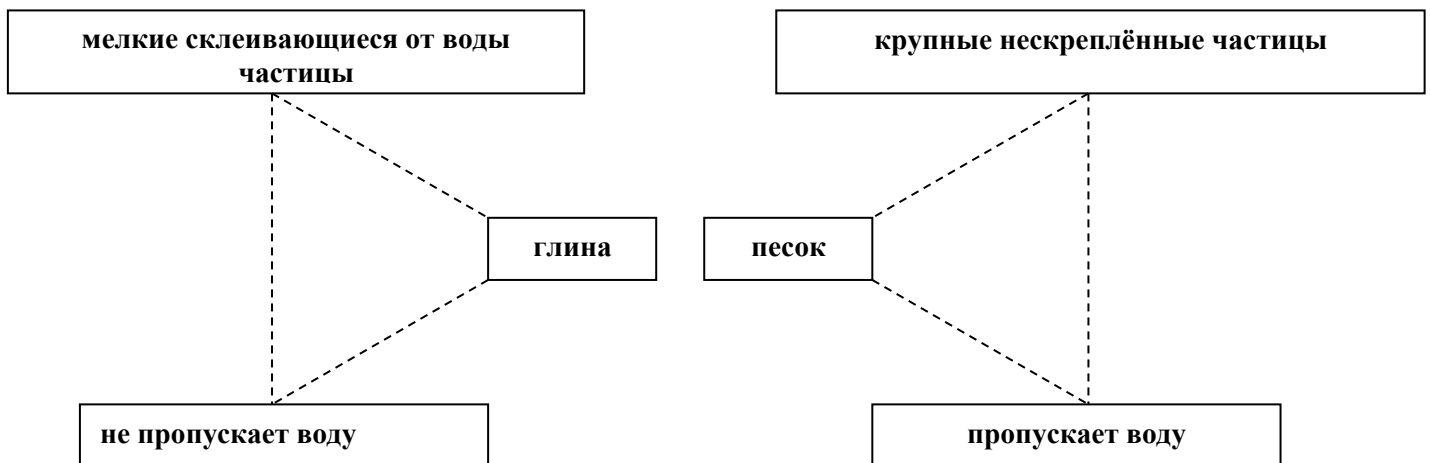 мелкие склеивающиеся от воды
частицы
крупные нескреплённые частицы
глина
песок
не пропускает воду
пропускает воду